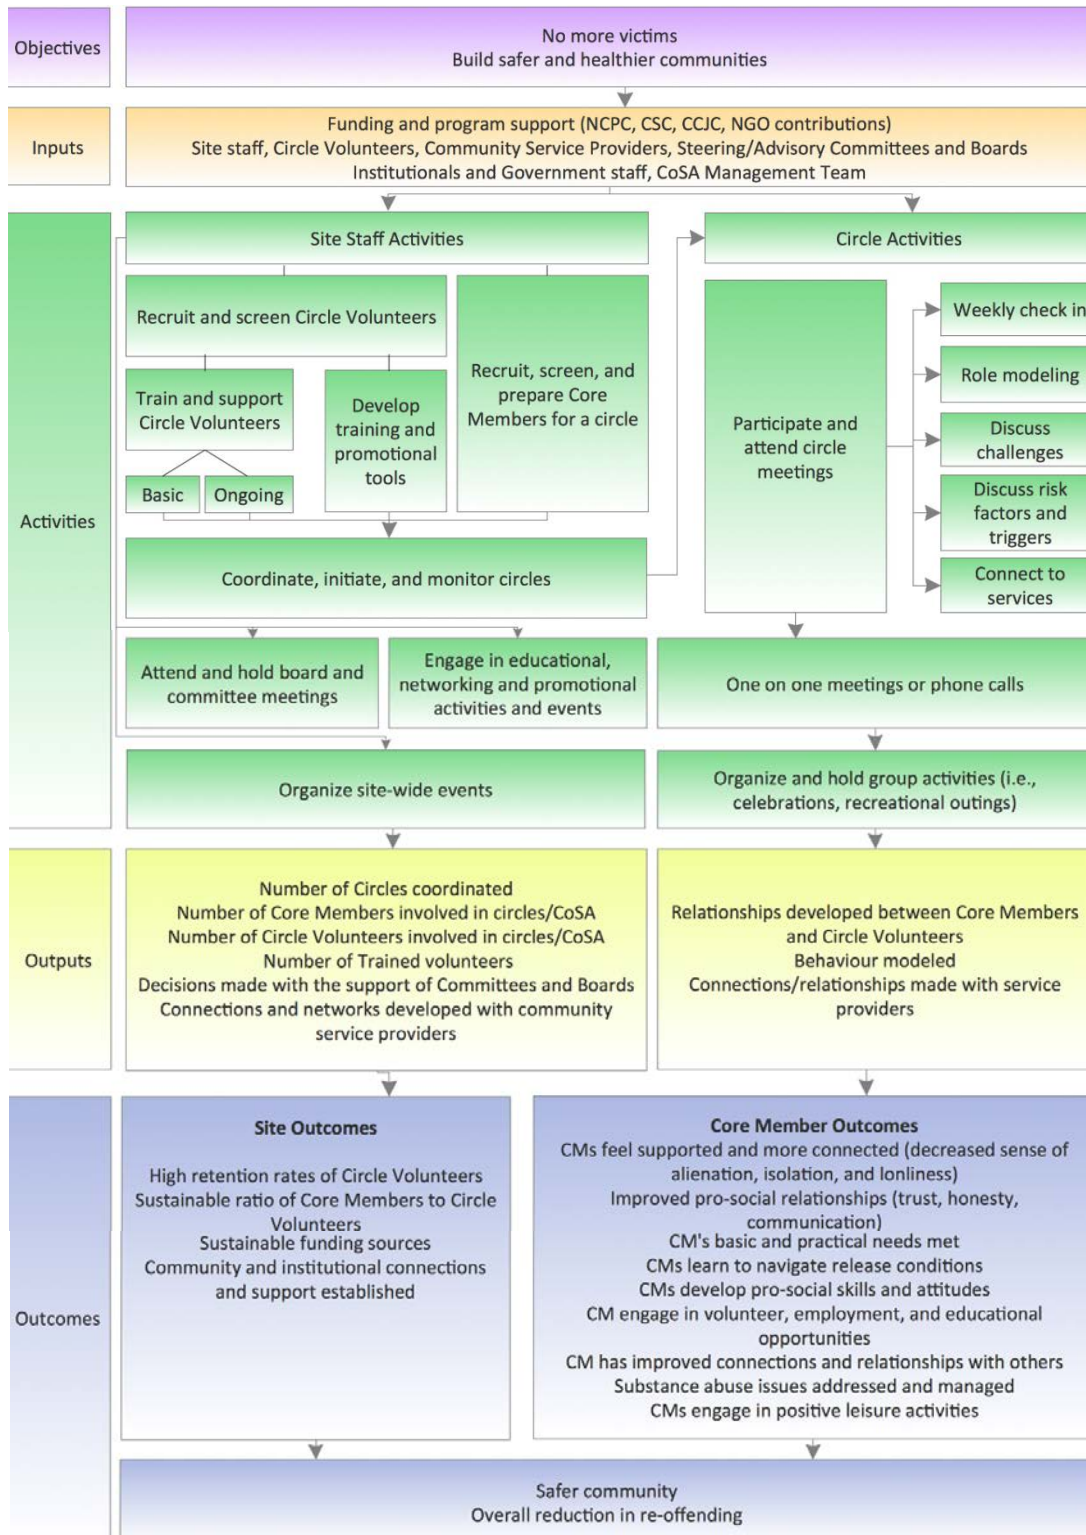 Objectives
No more victims
Build safer and healthier communities
Inputs
Funding and program support (NCPC, CSC, CCJC, NGO contributions)
Site staff, Circle Volunteers, Community Service Providers, Steering/Advisory Committees and Boards
Institutionals and Government staff, CoSA Management Team
Activities
Site Staff Activities
Recruit and screen Circle Volunteers
Train and support
Circle Volunteers
Basic
Ongoing
Develop
training and
promotional
tools
Recruit, screen, and
prepare Core
Members for a circle
Coordinate, initiate, and monitor circles
Attend and hold board and
committee meetings
Engage in educational,
networking and promotional
activities and events
Organize site-wide events
Circle Activities
Participate and
attend circle
meetings
Weekly check in
Role modeling
Discuss
challenges
Discuss risk
factors and
triggers
Connect to
services
One on one meetings or phone calls
Organize and hold group activities (i.e.,
celebrations, recreational outings)
Outputs
Number of Circles coordinated
Number of Core Members involved in circles/CoSA
Number of Circle Volunteers involved in circles/CoSA
Number of Trained volunteers
Decisions made with the support of Committees and Boards
Connections and networks developed with community
service providers
Relationships developed between Core Members
and Circle Volunteers
Behaviour modeled
Connections/relationships made with service
providers
Outcomes
Site Outcomes
High retention rates of Circle Volunteers
Sustainable ratio of Core Members to Circle
Volunteers
Sustainable funding sources
Community and institutional connections
and support established
Core Member Outcomes
CMs feel supported and more connected (decreased sense of
alienation, isolation, and lonliness)
Improved pro-social relationships (trust, honesty,
communication)
CM's basic and practical needs met
CMs learn to navigate release conditions
CMs develop pro-social skills and attitudes
CM engage in volunteer, employment, and educational
opportunities
CM has improved connections and relationships with others
Substance abuse issues addressed and managed
CMs engage in positive leisure activities
Safer community
Overall reduction in re-offending